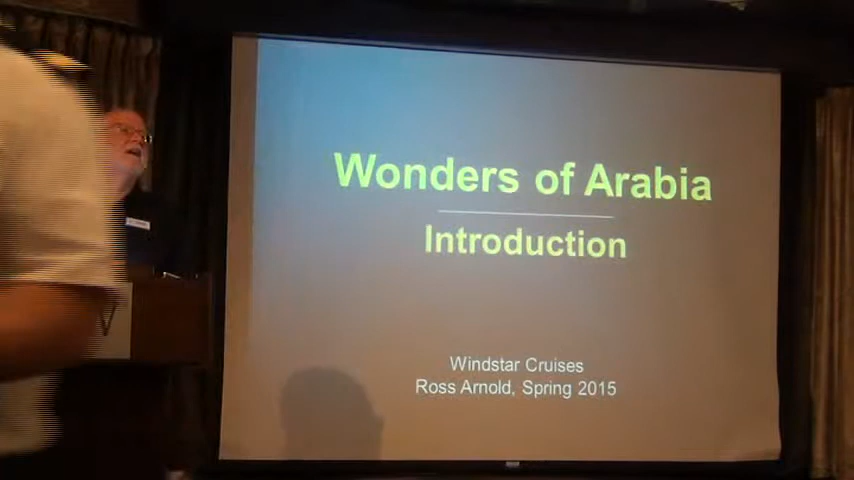 Wonders of Arabia
Introduction
Windstar Cruises
Ross Arnold, Spring 2015